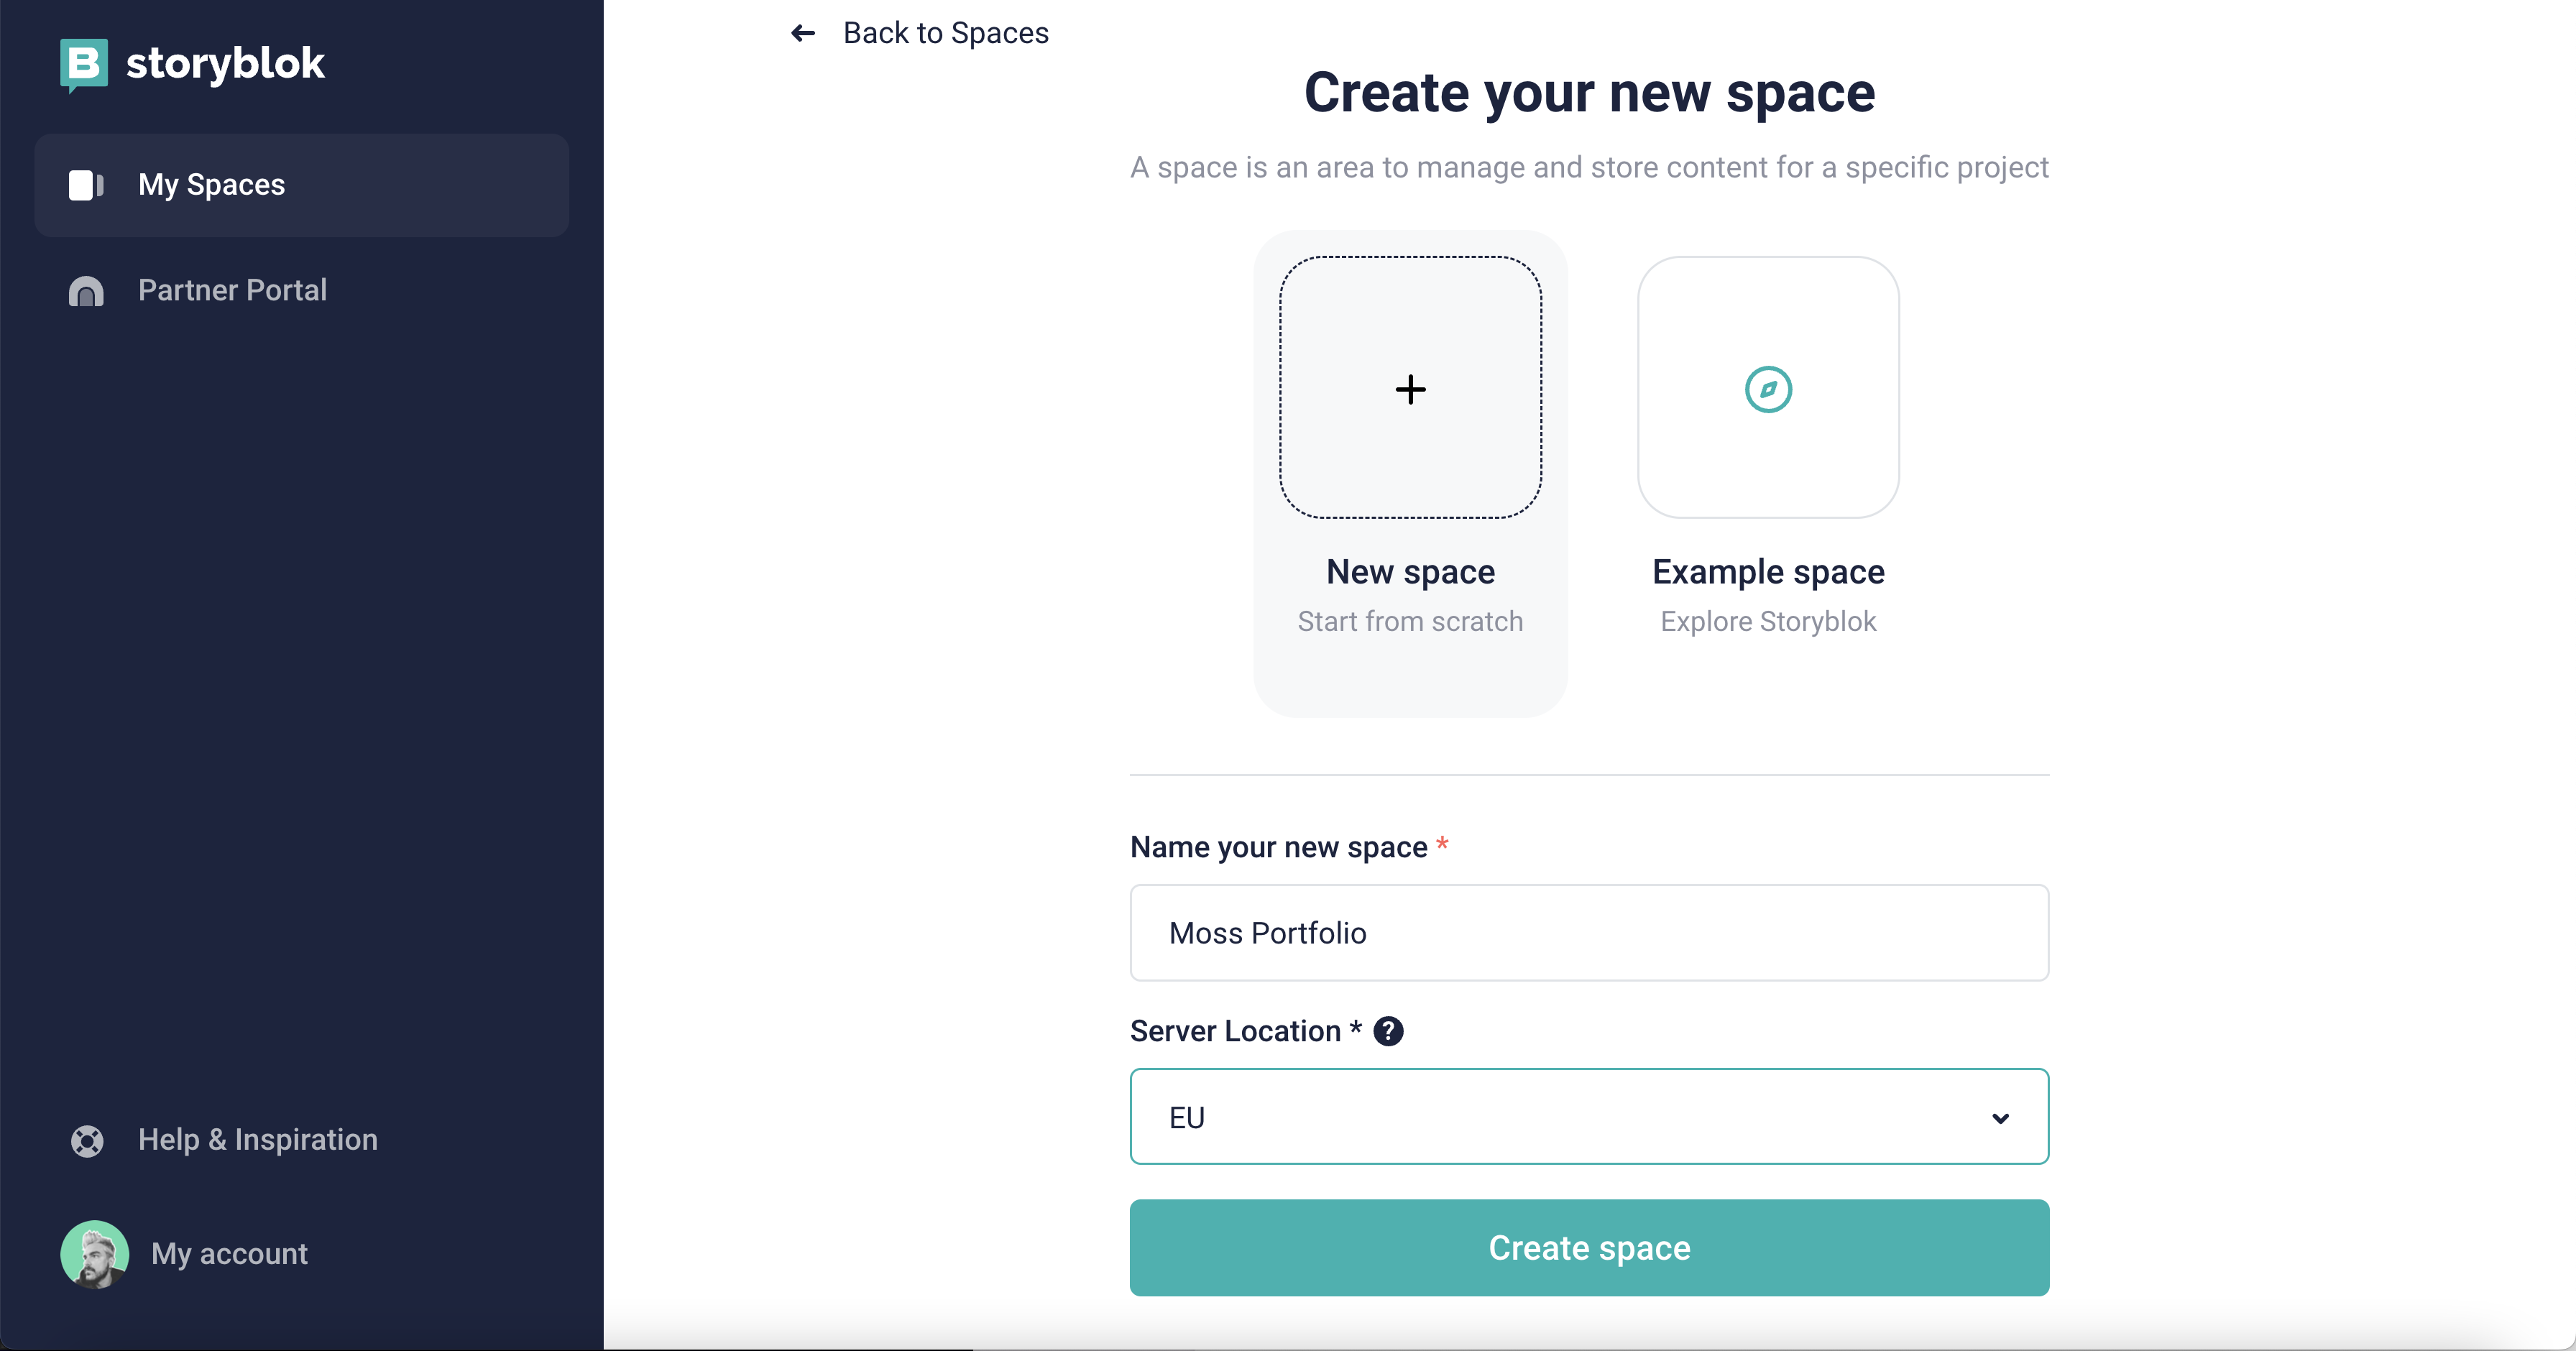 storyblok
My Spaces
Partner Portal
Help & Inspiration
My account
Back to Spaces
Create your new space
A space is an area to manage and store content for a specific project
New space
Start from scratch
Example space
Explore Storyblok
Name your new space *
Moss Portfolio
Server Location * ?
EU
Create space